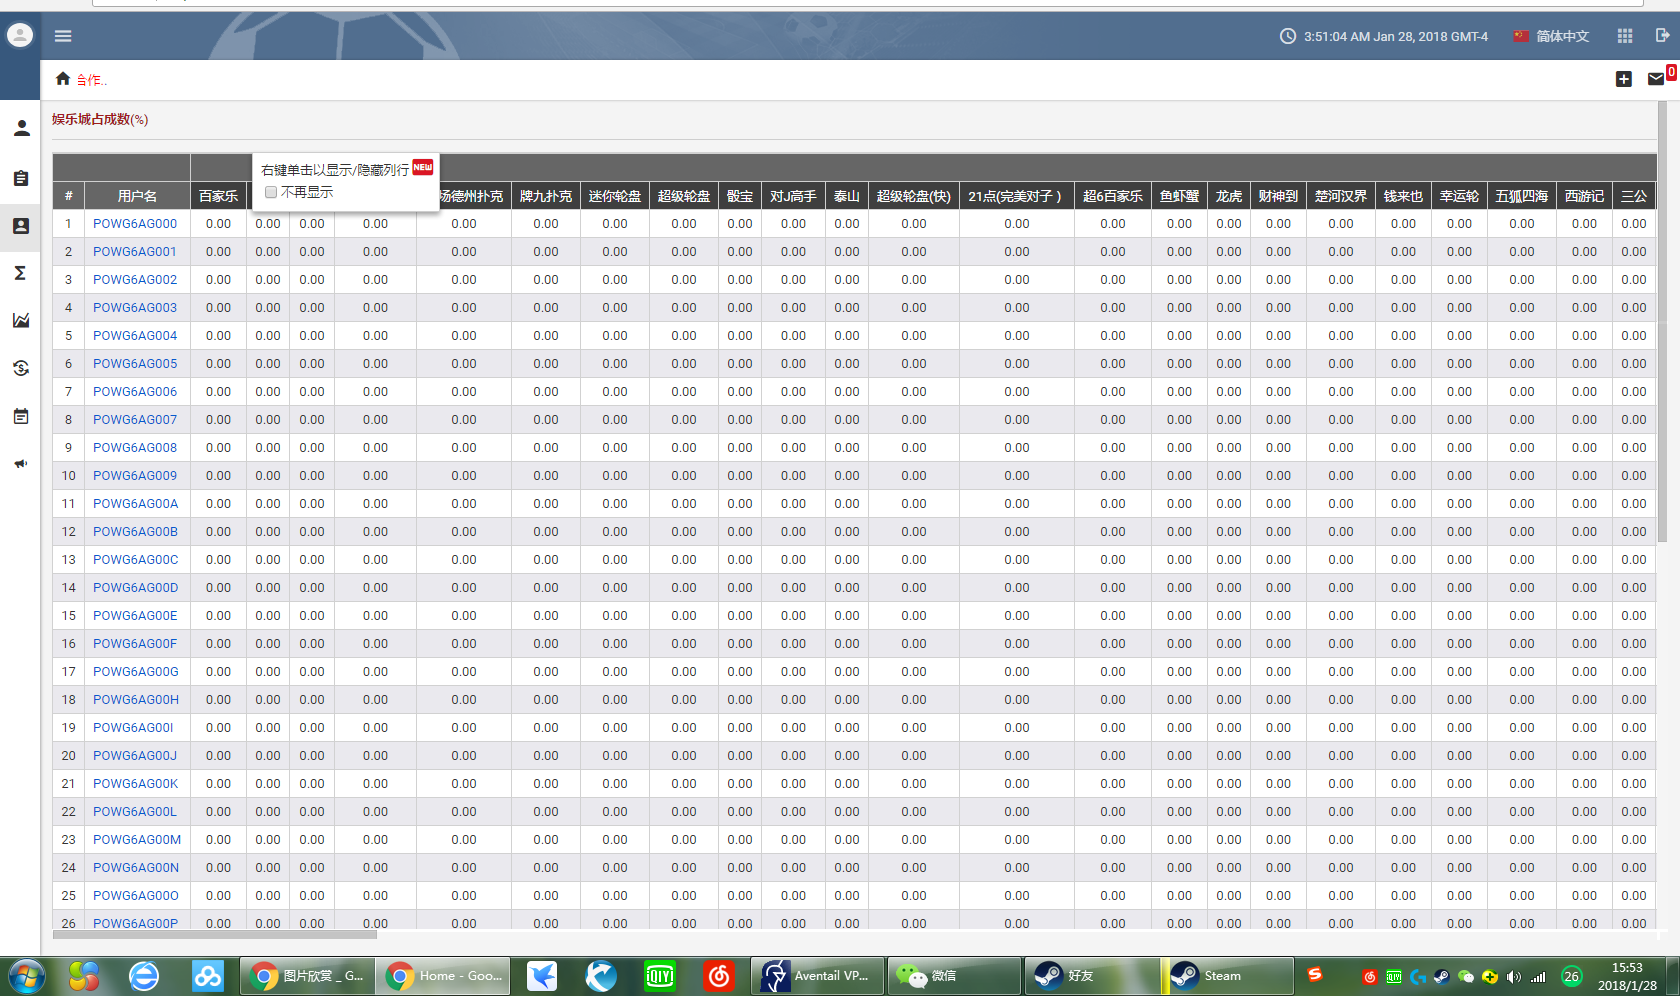 3:51:04 AM Jan 28, 2018 GMT-4 简体中文
合作..
0
娱乐城占成数(%)
右键单击以显示/隐藏列行 NEW
不再显示
# 用户名 百家乐 场德州扑克 牌九扑克 迷你轮盘 超级轮盘 骰宝 对J高手 泰山 超级轮盘(快) 21点(完美对子 ) 超6百家乐 鱼虾蟹 龙虎 财神到 楚河汉界 钱来也 幸运轮 五狐四海 西游记 三公
1 POWG6AG000 0.00 0.00 0.00 0.00 0.00 0.00 0.00 0.00 0.00 0.00 0.00 0.00 0.00 0.00 0.00 0.00 0.00 0.00 0.00 0.00 0.00 0.00 0.00
2 POWG6AG001 0.00 0.00 0.00 0.00 0.00 0.00 0.00 0.00 0.00 0.00 0.00 0.00 0.00 0.00 0.00 0.00 0.00 0.00 0.00 0.00 0.00 0.00 0.00
3 POWG6AG002 0.00 0.00 0.00 0.00 0.00 0.00 0.00 0.00 0.00 0.00 0.00 0.00 0.00 0.00 0.00 0.00 0.00 0.00 0.00 0.00 0.00 0.00 0.00
4 POWG6AG003 0.00 0.00 0.00 0.00 0.00 0.00 0.00 0.00 0.00 0.00 0.00 0.00 0.00 0.00 0.00 0.00 0.00 0.00 0.00 0.00 0.00 0.00 0.00
5 POWG6AG004 0.00 0.00 0.00 0.00 0.00 0.00 0.00 0.00 0.00 0.00 0.00 0.00 0.00 0.00 0.00 0.00 0.00 0.00 0.00 0.00 0.00 0.00 0.00
6 POWG6AG005 0.00 0.00 0.00 0.00 0.00 0.00 0.00 0.00 0.00 0.00 0.00 0.00 0.00 0.00 0.00 0.00 0.00 0.00 0.00 0.00 0.00 0.00 0.00
7 POWG6AG006 0.00 0.00 0.00 0.00 0.00 0.00 0.00 0.00 0.00 0.00 0.00 0.00 0.00 0.00 0.00 0.00 0.00 0.00 0.00 0.00 0.00 0.00 0.00
8 POWG6AG007 0.00 0.00 0.00 0.00 0.00 0.00 0.00 0.00 0.00 0.00 0.00 0.00 0.00 0.00 0.00 0.00 0.00 0.00 0.00 0.00 0.00 0.00 0.00
9 POWG6AG008 0.00 0.00 0.00 0.00 0.00 0.00 0.00 0.00 0.00 0.00 0.00 0.00 0.00 0.00 0.00 0.00 0.00 0.00 0.00 0.00 0.00 0.00 0.00
10 POWG6AG009 0.00 0.00 0.00 0.00 0.00 0.00 0.00 0.00 0.00 0.00 0.00 0.00 0.00 0.00 0.00 0.00 0.00 0.00 0.00 0.00 0.00 0.00 0.00
11 POWG6AG00A 0.00 0.00 0.00 0.00 0.00 0.00 0.00 0.00 0.00 0.00 0.00 0.00 0.00 0.00 0.00 0.00 0.00 0.00 0.00 0.00 0.00 0.00 0.00
12 POWG6AG00B 0.00 0.00 0.00 0.00 0.00 0.00 0.00 0.00 0.00 0.00 0.00 0.00 0.00 0.00 0.00 0.00 0.00 0.00 0.00 0.00 0.00 0.00 0.00
13 POWG6AG00C 0.00 0.00 0.00 0.00 0.00 0.00 0.00 0.00 0.00 0.00 0.00 0.00 0.00 0.00 0.00 0.00 0.00 0.00 0.00 0.00 0.00 0.00 0.00
14 POWG6AG00D 0.00 0.00 0.00 0.00 0.00 0.00 0.00 0.00 0.00 0.00 0.00 0.00 0.00 0.00 0.00 0.00 0.00 0.00 0.00 0.00 0.00 0.00 0.00
15 POWG6AG00E 0.00 0.00 0.00 0.00 0.00 0.00 0.00 0.00 0.00 0.00 0.00 0.00 0.00 0.00 0.00 0.00 0.00 0.00 0.00 0.00 0.00 0.00 0.00
16 POWG6AG00F 0.00 0.00 0.00 0.00 0.00 0.00 0.00 0.00 0.00 0.00 0.00 0.00 0.00 0.00 0.00 0.00 0.00 0.00 0.00 0.00 0.00 0.00 0.00
17 POWG6AG00G 0.00 0.00 0.00 0.00 0.00 0.00 0.00 0.00 0.00 0.00 0.00 0.00 0.00 0.00 0.00 0.00 0.00 0.00 0.00 0.00 0.00 0.00 0.00
18 POWG6AG00H 0.00 0.00 0.00 0.00 0.00 0.00 0.00 0.00 0.00 0.00 0.00 0.00 0.00 0.00 0.00 0.00 0.00 0.00 0.00 0.00 0.00 0.00 0.00
19 POWG6AG00I 0.00 0.00 0.00 0.00 0.00 0.00 0.00 0.00 0.00 0.00 0.00 0.00 0.00 0.00 0.00 0.00 0.00 0.00 0.00 0.00 0.00 0.00 0.00
20 POWG6AG00J 0.00 0.00 0.00 0.00 0.00 0.00 0.00 0.00 0.00 0.00 0.00 0.00 0.00 0.00 0.00 0.00 0.00 0.00 0.00 0.00 0.00 0.00 0.00
21 POWG6AG00K 0.00 0.00 0.00 0.00 0.00 0.00 0.00 0.00 0.00 0.00 0.00 0.00 0.00 0.00 0.00 0.00 0.00 0.00 0.00 0.00 0.00 0.00 0.00
22 POWG6AG00L 0.00 0.00 0.00 0.00 0.00 0.00 0.00 0.00 0.00 0.00 0.00 0.00 0.00 0.00 0.00 0.00 0.00 0.00 0.00 0.00 0.00 0.00 0.00
23 POWG6AG00M 0.00 0.00 0.00 0.00 0.00 0.00 0.00 0.00 0.00 0.00 0.00 0.00 0.00 0.00 0.00 0.00 0.00 0.00 0.00 0.00 0.00 0.00 0.00
24 POWG6AG00N 0.00 0.00 0.00 0.00 0.00 0.00 0.00 0.00 0.00 0.00 0.00 0.00 0.00 0.00 0.00 0.00 0.00 0.00 0.00 0.00 0.00 0.00 0.00
25 POWG6AG00O 0.00 0.00 0.00 0.00 0.00 0.00 0.00 0.00 0.00 0.00 0.00 0.00 0.00 0.00 0.00 0.00 0.00 0.00 0.00 0.00 0.00 0.00 0.00
26 POWG6AG00P 0.00 0.00 0.00 0.00 0.00 0.00 0.00 0.00 0.00 0.00 0.00 0.00 0.00 0.00 0.00 0.00 0.00 0.00 0.00 0.00 0.00 0.00 0.00
图片欣赏 _ G... Home - Goo... QIYI Aventail VP... 微信 好友 Steam 26 15:53
2018/1/28